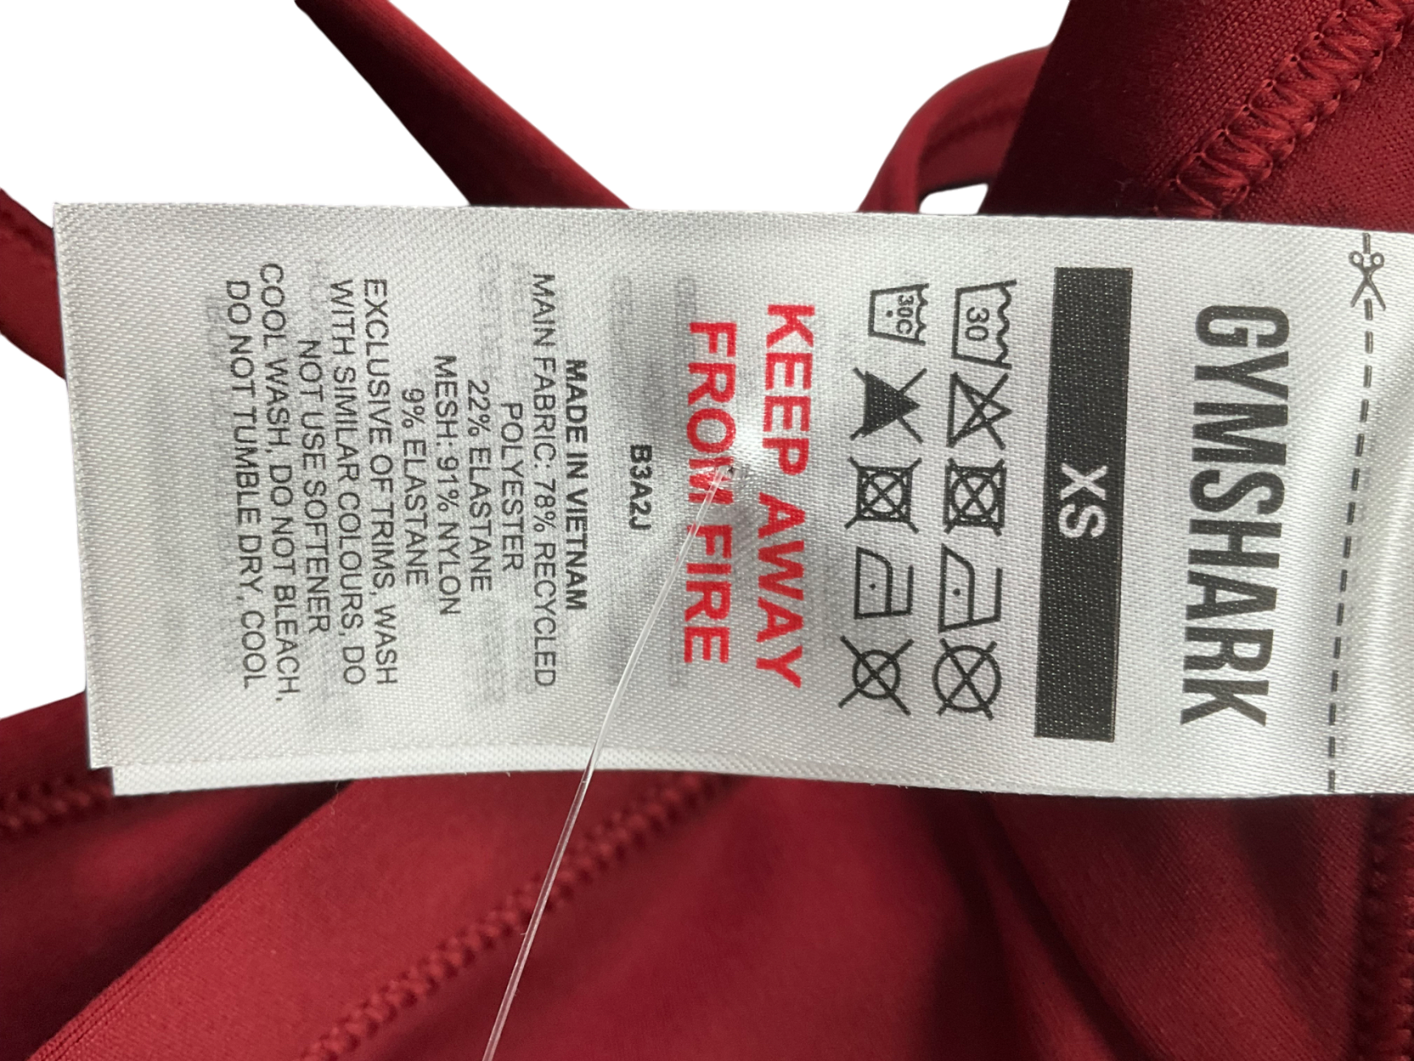 GYMSHARK
XS
30
30C
KEEP AWAY
FROM FIRE
B3A2J
MADE IN VIETNAM
MAIN FABRIC: 78% RECYCLED
POLYESTER
22% ELASTANE
MESH: 91% NYLON
9% ELASTANE
EXCLUSIVE OF TRIMS, WASH
WITH SIMILAR COLOURS, DO
NOT USE SOFTENER
COOL WASH, DO NOT BLEACH,
DO NOT TUMBLE DRY, COOL